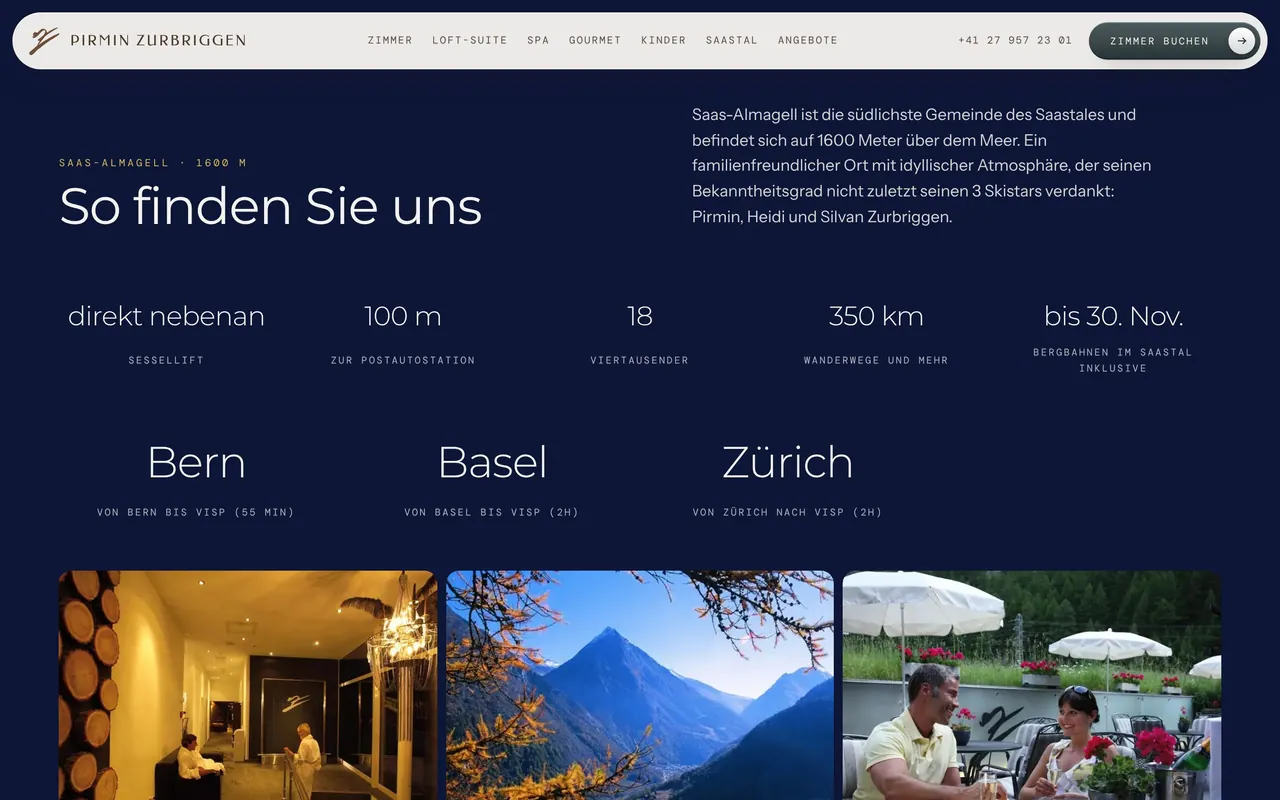 PIRMIN ZURBRIGGEN
ZIMMER
LOFT-SUITE
SPA
GOURMET
KINDER
SAASTAL
ANGEBOTE
+41 27 957 23 01
ZIMMER BUCHEN
SAAS-ALMAGELL · 1600 M
So finden Sie uns
Saas-Almagell ist die südlichste Gemeinde des Saastales und
befindet sich auf 1600 Meter über dem Meer. Ein
familienfreundlicher Ort mit idyllischer Atmosphäre, der seinen
Bekanntheitsgrad nicht zuletzt seinen 3 Skistars verdankt:
Pirmin, Heidi und Silvan Zurbriggen.
direkt nebenan
SESSELLIFT
100 m
ZUR POSTAUTOSTATION
18
VIERTAUSENDER
350 km
WANDERWEGE UND MEHR
bis 30. Nov.
BERGBAHNEN IM SAASTAL
INKLUSIVE
Bern
VON BERN BIS VISP (55 MIN)
Basel
VON BASEL BIS VISP (2H)
Zürich
VON ZÜRICH NACH VISP (2H)